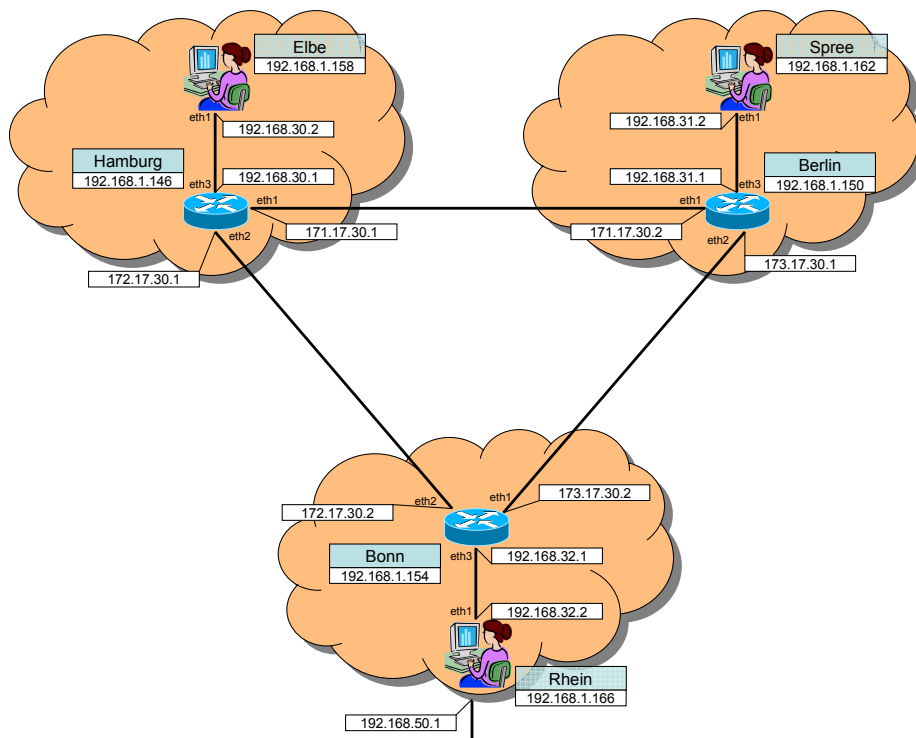 Elbe
192.168.1.158
eth1
192.168.30.2
Hamburg
192.168.1.146
eth3
192.168.30.1
eth1
171.17.30.1
eth2
172.17.30.1
Spree
192.168.1.162
eth1
192.168.31.2
Berlin
192.168.1.150
eth3
192.168.31.1
eth1
171.17.30.2
eth2
173.17.30.1
eth2
172.17.30.2
eth1
173.17.30.2
Bonn
192.168.1.154
eth3
192.168.32.1
eth1
192.168.32.2
Rhein
192.168.1.166
192.168.50.1